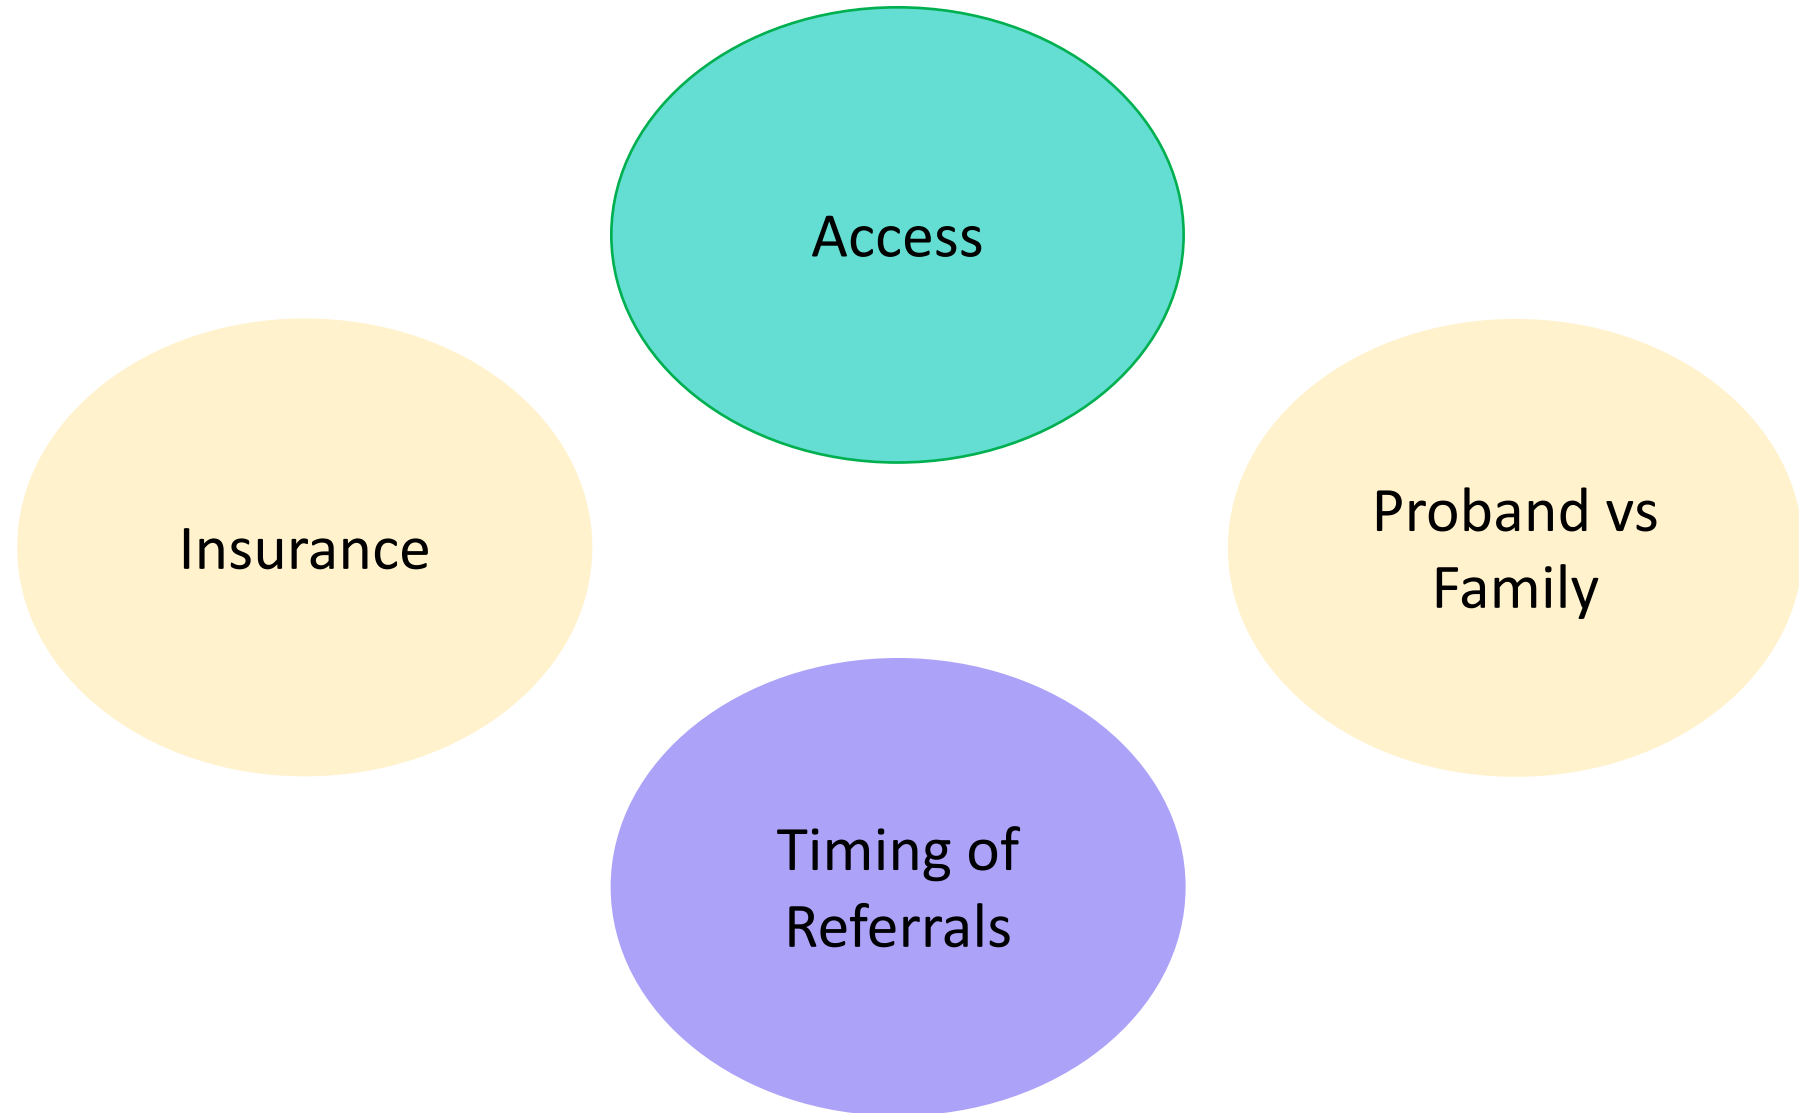 Access
Insurance
Proband vs
Family
Timing of
Referrals